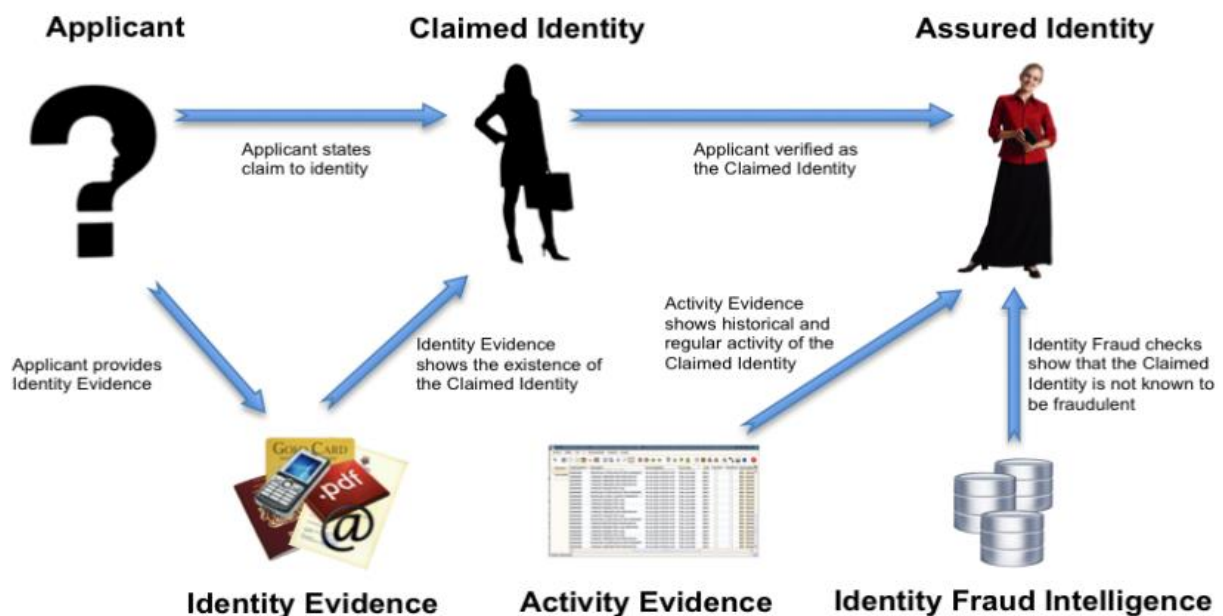 Applicant
Claimed Identity
Assured Identity
Applicant states
claim to identity
Applicant verified as
the Claimed Identity
Applicant provides
Identity Evidence
Identity Evidence
shows the existence of
the Claimed Identity
Activity Evidence
shows historical and
regular activity of the
Claimed Identity
Identity Fraud checks
show that the Claimed
Identity is not known to
be fraudulent
GOLD CARD
.pdf
@
Identity Evidence
Activity Evidence
Identity Fraud Intelligence